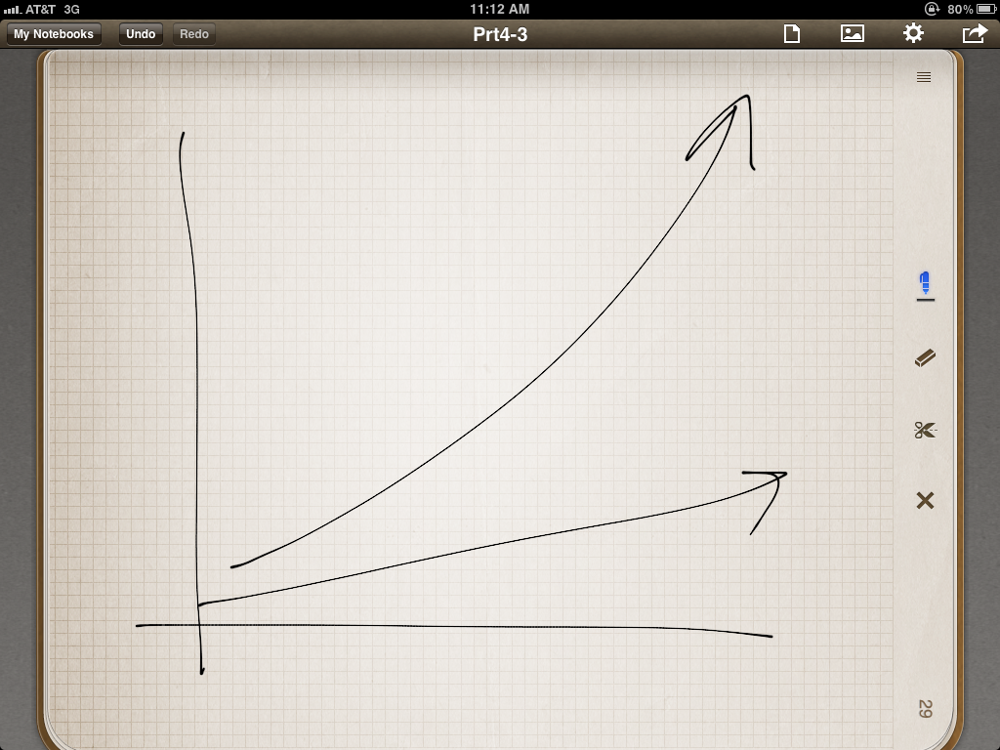 AT&T 3G 11:12 AM 80%
My Notebooks Undo Redo Prt4-3
29